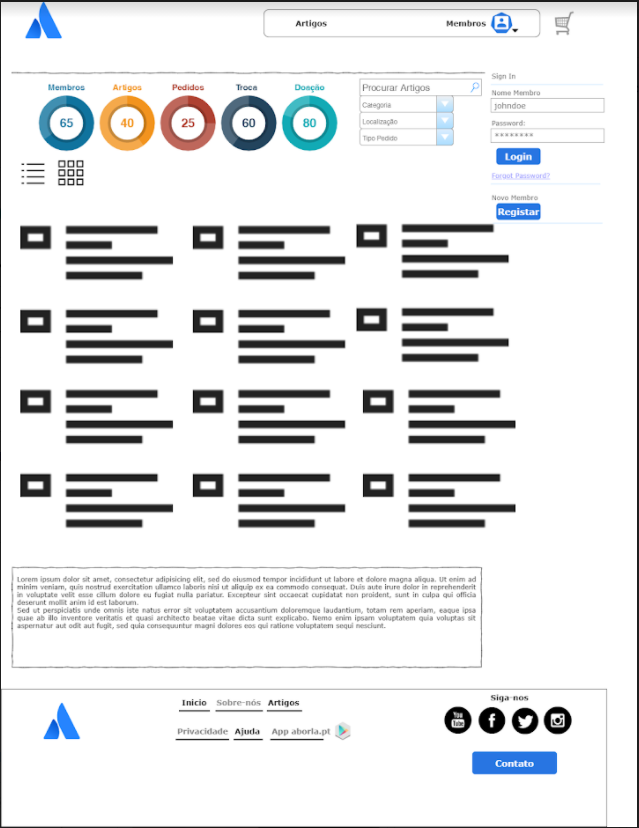 Artigos
Membros
Sign In
Membros Artigos Pedidos Troca Doação
65 40 25 60 80
Procurar Artigos
Categoria
Localização
Tipo Pedido
Nome Membro
johndoe
Password:
********
Login
Forgot Password?
Novo Membro
Registar
Lorem ipsum dolor sit amet, consectetur adipisicing elit, sed do eiusmod tempor incididunt ut labore et dolore magna aliqua. Ut enim ad
minim veniam, quis nostrud exercitation ullamco laboris nisi ut aliquip ex ea commodo consequat. Duis aute irure dolor in reprehenderit
in voluptate velit esse cillum dolore eu fugiat nulla pariatur. Excepteur sint occaecat cupidatat non proident, sunt in culpa qui officia
deserunt mollit anim id est laborum.
Sed ut perspiciatis unde omnis iste natus error sit voluptatem accusantium doloremque laudantium, totam rem aperiam, eaque ipsa
quae ab illo inventore veritatis et quasi architecto beatae vitae dicta sunt explicabo. Nemo enim ipsam voluptatem quia voluptas sit
aspernatur aut odit aut fugit, sed quia consequuntur magni dolores eos qui ratione voluptatem sequi nesciunt.
Inicio Sobre-nós Artigos
Privacidade Ajuda App aborla.pt
Siga-nos
You Tube
Contato